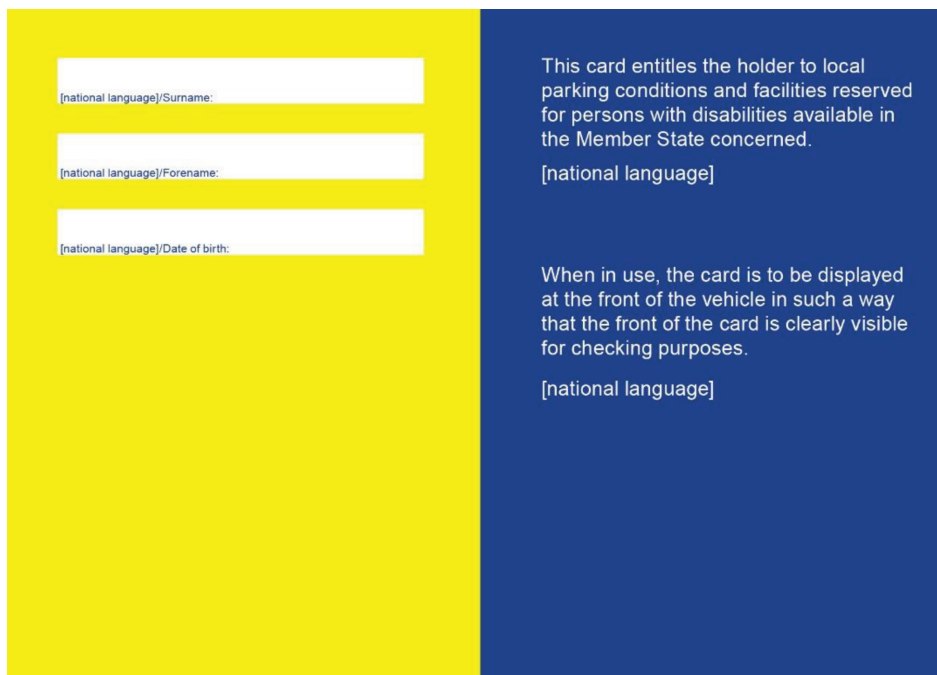 [national language]/Surname:
[national language]/Forename:
[national language]/Date of birth:
This card entitles the holder to local
parking conditions and facilities reserved
for persons with disabilities available in
the Member State concerned.
[national language]
When in use, the card is to be displayed
at the front of the vehicle in such a way
that the front of the card is clearly visible
for checking purposes.
[national language]